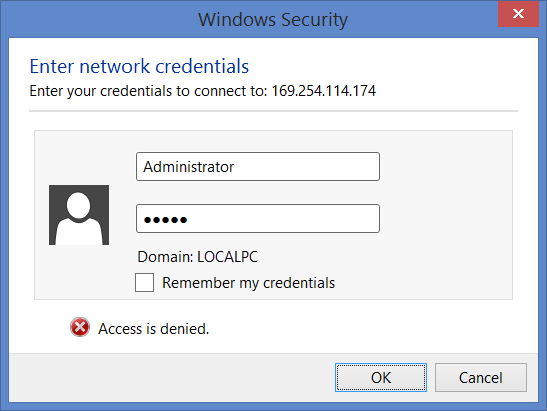 Windows Security
Enter network credentials
Enter your credentials to connect to: 169.254.114.174
Administrator
●●●●●
Domain: LOCALPC
Remember my credentials
Access is denied.
OK
Cancel